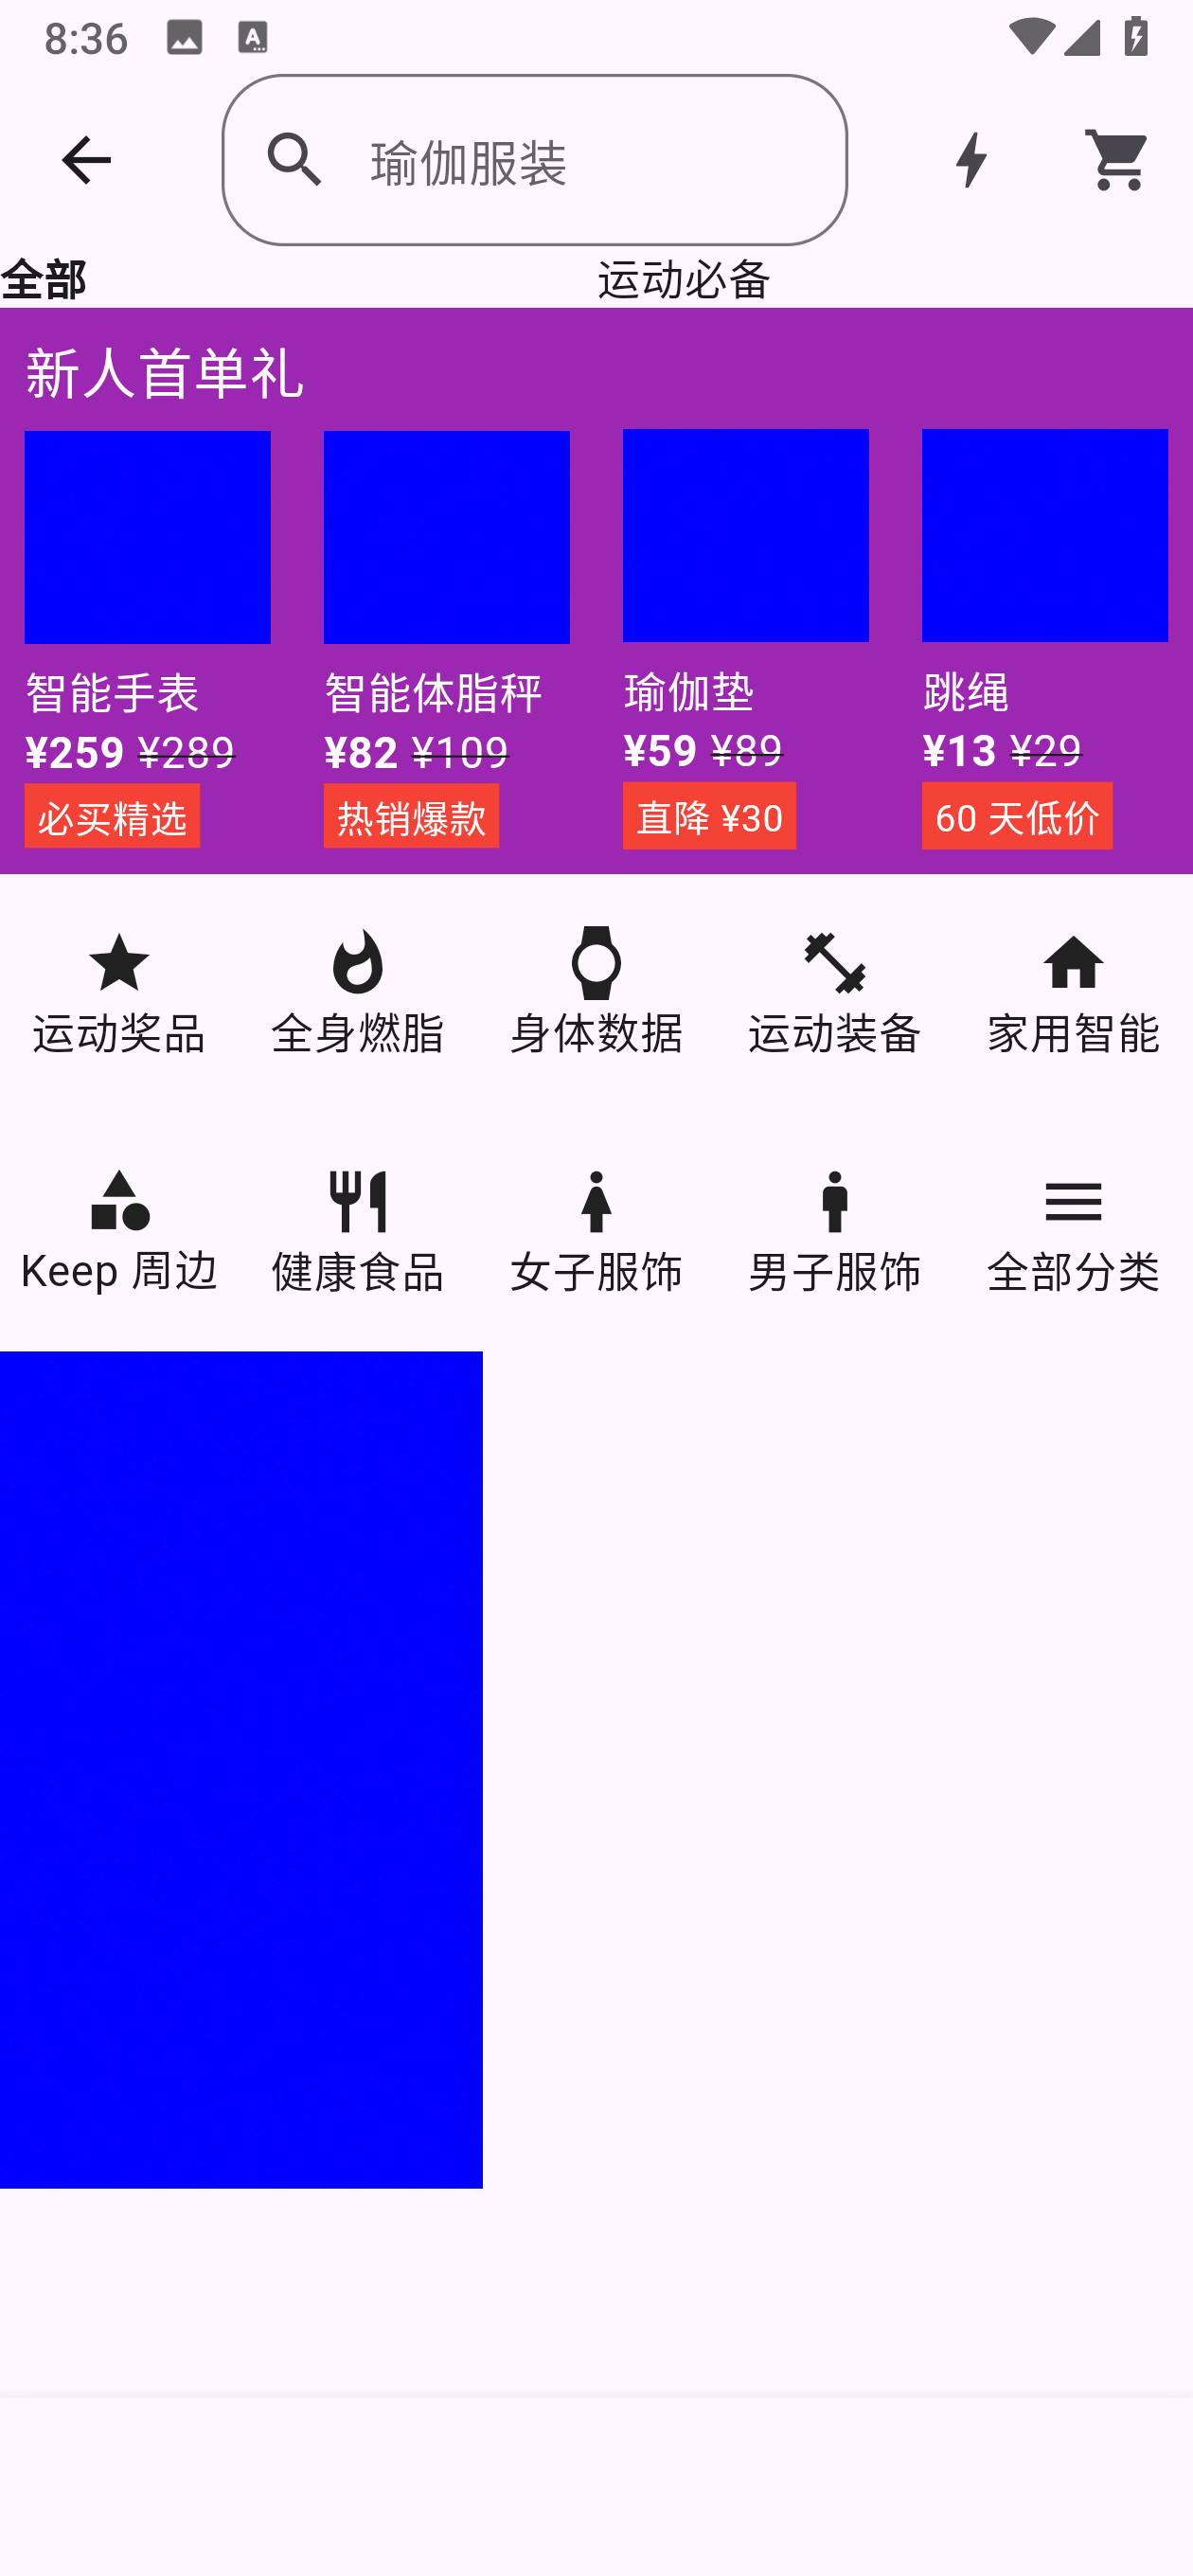 8:36
瑜伽服装
全部 运动必备
新人首单礼
智能手表 智能体脂秤 瑜伽垫 跳绳
¥259 ¥289 ¥82 ¥109 ¥59 ¥89 ¥13 ¥29
必买精选 热销爆款 直降 ¥30 60 天低价
运动奖品 全身燃脂 身体数据 运动装备 家用智能
Keep 周边 健康食品 女子服饰 男子服饰 全部分类